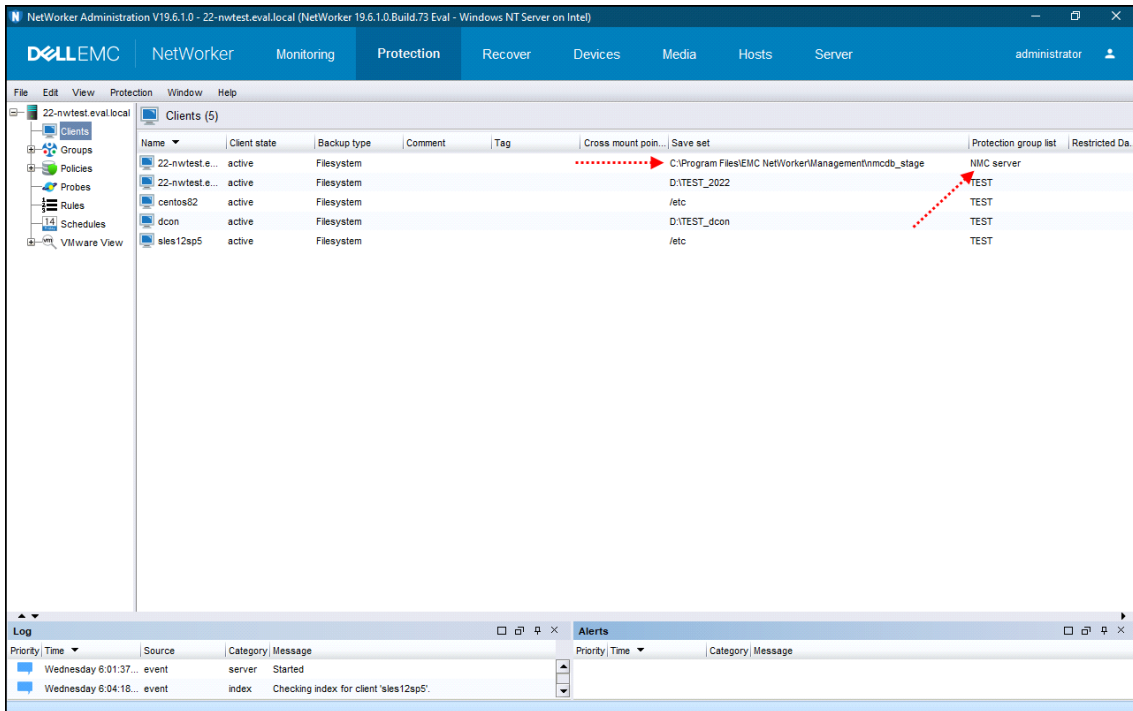 NetWorker Administration V19.6.1.0 - 22-nwtest.eval.local (NetWorker 19.6.1.0.Build.73 Eval - Windows NT Server on Intel)
DELLEMC NetWorker Monitoring Protection Recover Devices Media Hosts Server administrator
File Edit View Protection Window Help
22-nwtest.eval.local
Clients
Groups
Policies
Probes
Rules
Schedules
VMware View
Clients (5)
Name Client state Backup type Comment Tag Cross mount poin... Save set Protection group list Restricted Da..
22-nwtest.e... active Filesystem C:\Program Files\EMC NetWorker\Management\nmcdb_stage NMC server
22-nwtest.e... active Filesystem D:\TEST_2022 TEST
centos82 active Filesystem /etc TEST
dcon active Filesystem D:\TEST_dcon TEST
sles12sp5 active Filesystem /etc TEST
Log
Priority Time Source Category Message
Wednesday 6:01:37... event server Started
Wednesday 6:04:18... event index Checking index for client 'sles12sp5'.
Alerts
Priority Time Category Message